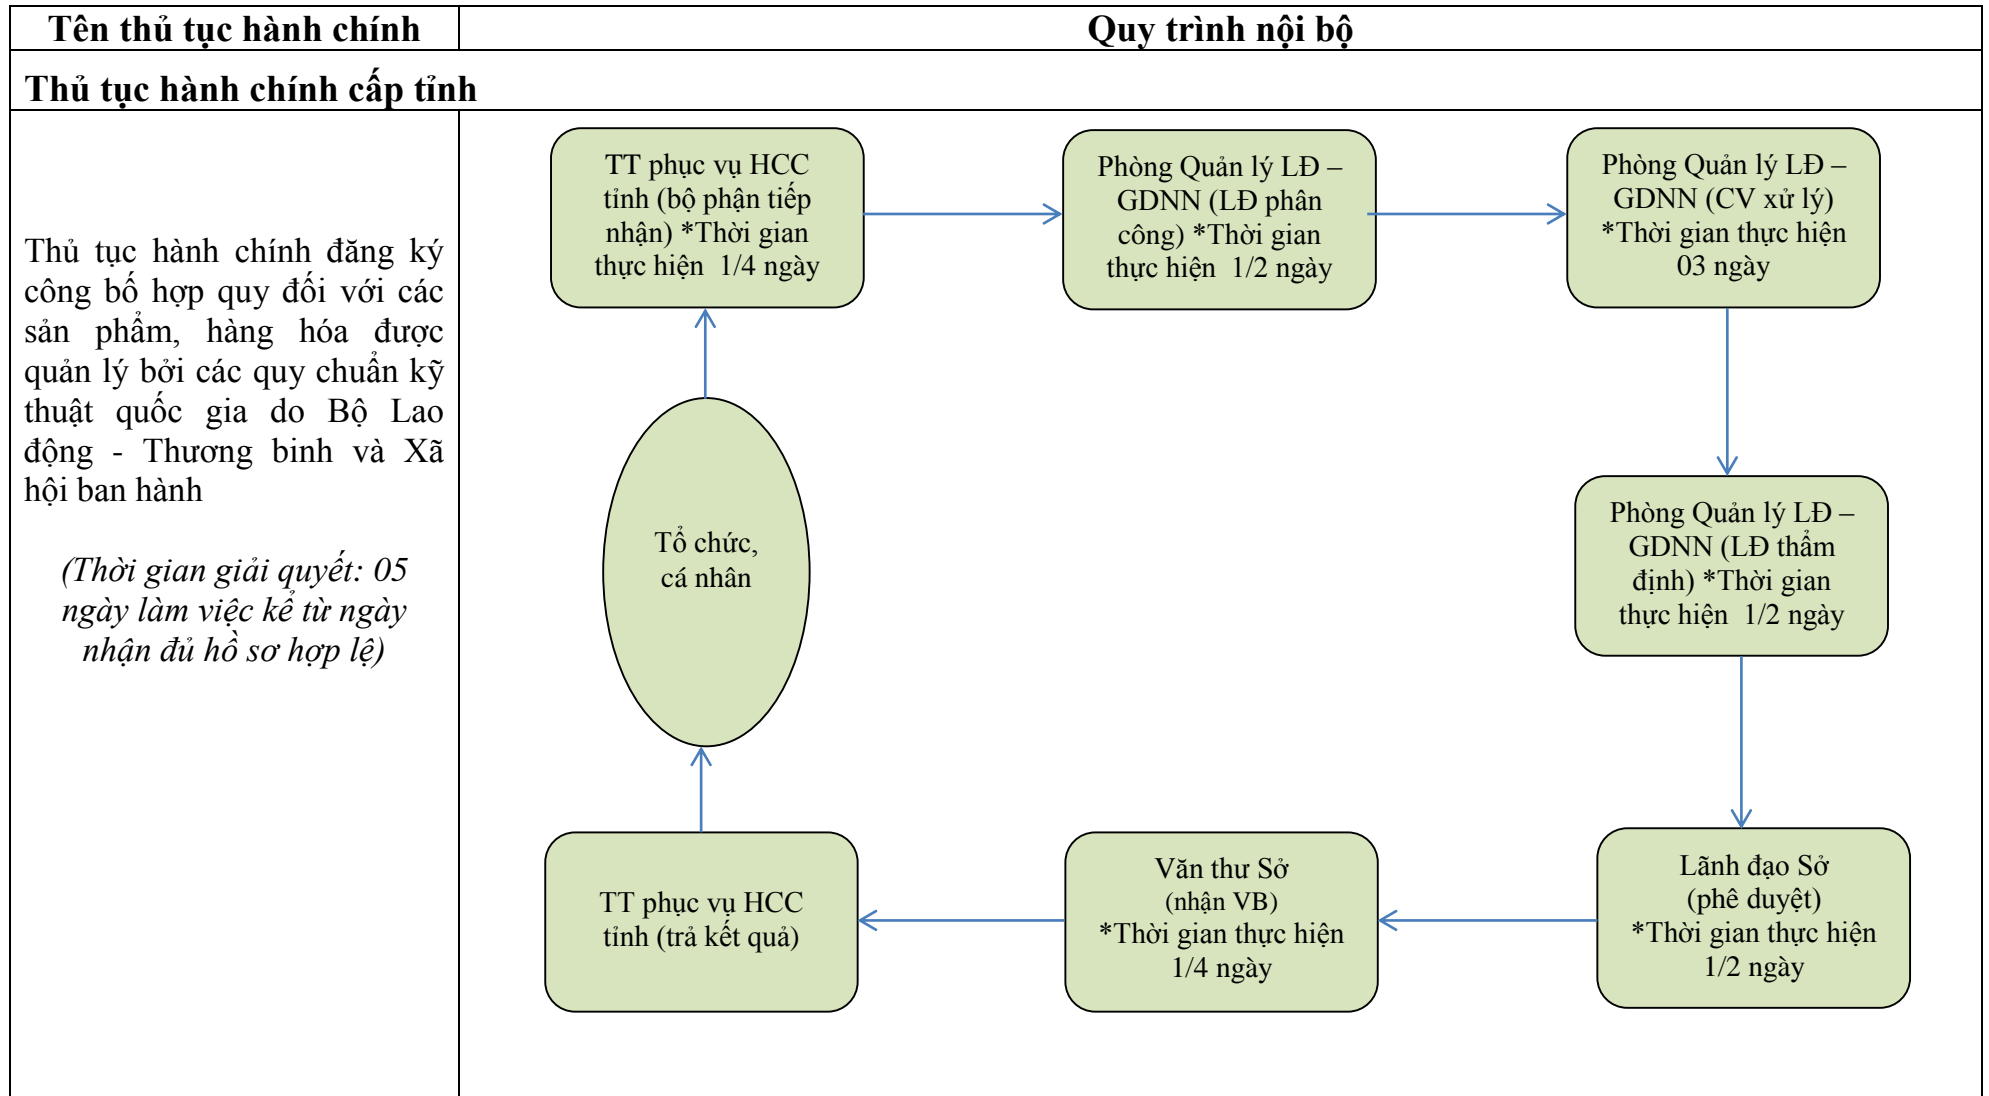 Tên thủ tục hành chính
Quy trình nội bộ
Thủ tục hành chính cấp tỉnh
Thủ tục hành chính đăng ký
công bố hợp quy đối với các
sản phẩm, hàng hóa được
quản lý bởi các quy chuẩn kỹ
thuật quốc gia do Bộ Lao
động - Thương binh và Xã
hội ban hành
(Thời gian giải quyết: 05
ngày làm việc kể từ ngày
nhận đủ hồ sơ hợp lệ)
TT phục vụ HCC
tỉnh (bộ phận tiếp
nhận) *Thời gian
thực hiện 1/4 ngày
Phòng Quản lý LĐ –
GDNN (LĐ phân
công) *Thời gian
thực hiện 1/2 ngày
Phòng Quản lý LĐ –
GDNN (CV xử lý)
*Thời gian thực hiện
03 ngày
Phòng Quản lý LĐ –
GDNN (LĐ thẩm
định) *Thời gian
thực hiện 1/2 ngày
Tổ chức,
cá nhân
TT phục vụ HCC
tỉnh (trả kết quả)
Văn thư Sở
(nhận VB)
*Thời gian thực hiện
1/4 ngày
Lãnh đạo Sở
(phê duyệt)
*Thời gian thực hiện
1/2 ngày